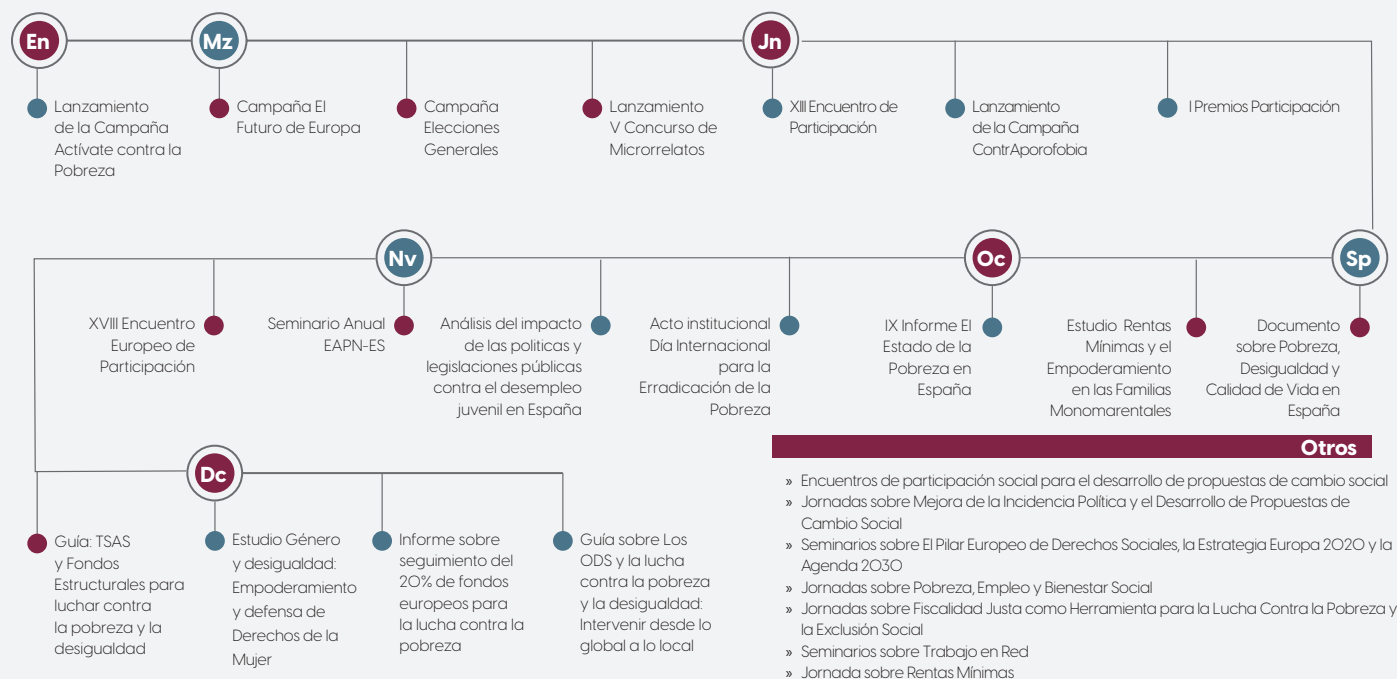 En
Mz
Jn
Lanzamiento
de la Campaña
Actívate contra la
Pobreza
Campaña El
Futuro de Europa
Campaña
Elecciones
Generales
Lanzamiento
V Concurso de
Microrrelatos
XIII Encuentro de
Participación
Lanzamiento
de la Campaña
ContrAporofobia
I Premios Participación
Sp
Oc
Nv
Documento
sobre Pobreza,
Desigualdad y
Calidad de Vida en
España
Estudio Rentas
Mínimas y el
Empoderamiento
en las Familias
Monomarentales
IX Informe El
Estado de la
Pobreza en
España
Acto institucional
Día Internacional
para la
Erradicación de la
Pobreza
Análisis del impacto
de las politicas y
legislaciones públicas
contra el desempleo
juvenil en España
Seminario Anual
EAPN-ES
XVIII Encuentro
Europeo de
Participación
Dc
Guía: TSAS
y Fondos
Estructurales para
luchar contra
la pobreza y la
desigualdad
Estudio Género
y desigualdad:
Empoderamiento
y defensa de
Derechos de la
Mujer
Informe sobre
seguimiento del
20% de fondos
europeos para
la lucha contra la
pobreza
Guía sobre Los
ODS y la lucha
contra la pobreza
y la desigualdad:
Intervenir desde lo
global a lo local
Otros
» Encuentros de participación social para el desarrollo de propuestas de cambio social
» Jornadas sobre Mejora de la Incidencia Política y el Desarrollo de Propuestas de
Cambio Social
» Seminarios sobre El Pilar Europeo de Derechos Sociales, la Estrategia Europa 2020 y la
Agenda 2030
» Jornadas sobre Pobreza, Empleo y Bienestar Social
» Jornadas sobre Fiscalidad Justa como Herramienta para la Lucha Contra la Pobreza y
la Exclusión Social
» Seminarios sobre Trabajo en Red
» Jornada sobre Rentas Mínimas